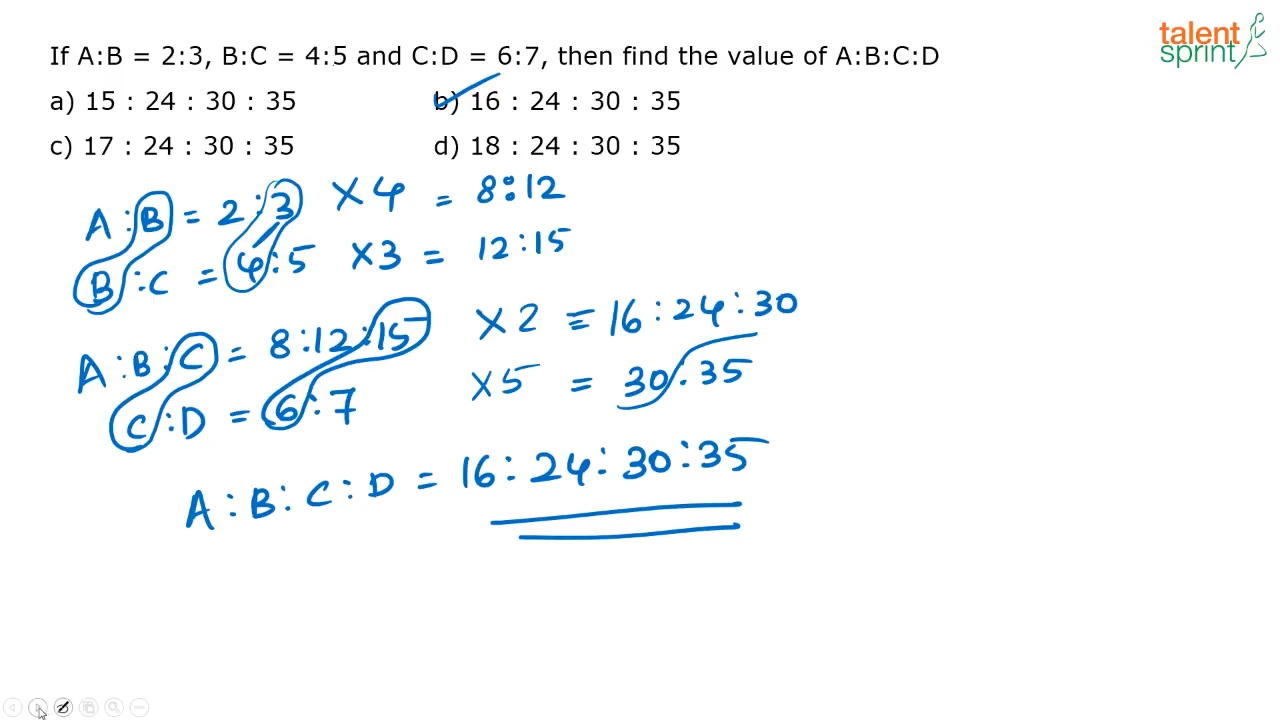 talent
sprint
If A:B = 2:3, B:C = 4:5 and C:D = 6:7, then find the value of A:B:C:D
a) 15 : 24 : 30 : 35 b) 16 : 24 : 30 : 35
c) 17 : 24 : 30 : 35 d) 18 : 24 : 30 : 35
A:B = 2:3 ×4 = 8:12
B:C = 4:5 ×3 = 12:15
A:B:C = 8:12:15 ×2 = 16:24:30
C:D = 6:7 ×5 = 30:35
A:B:C:D = 16:24:30:35